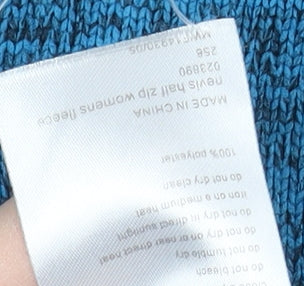 do not bleach
do not tumble dry
do not dry on or near direct heat
do not dry in direct sunlight
iron on a medium heat
do not dry clean
100% polyester
MADE IN CHINA
nevis half zip womens fleece
023890
256